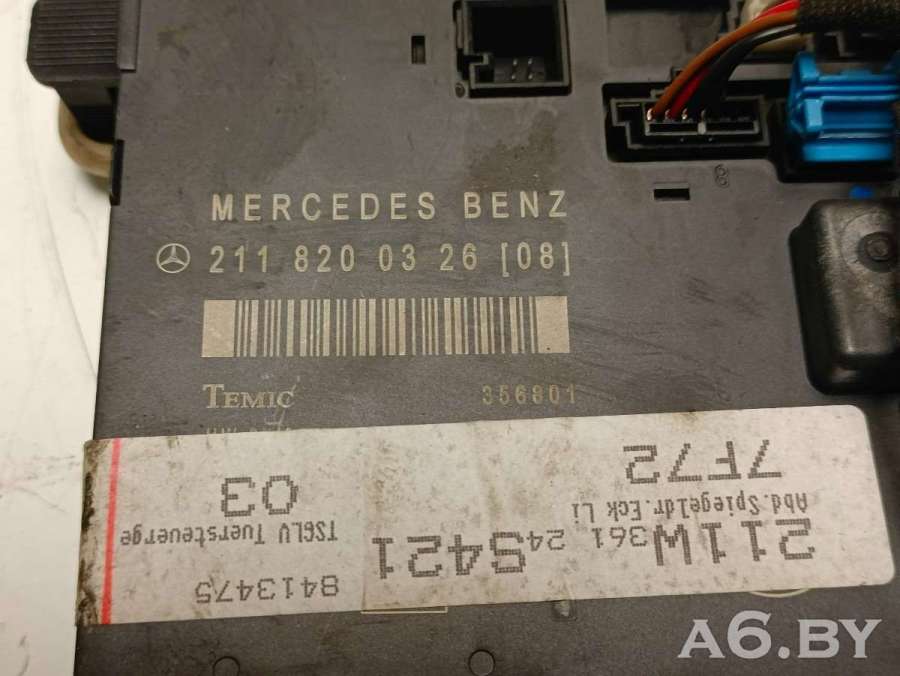 8
MERCEDES BENZ
211 820 03 26 [08]
TEMIC 356801
8413475
211W361 24S421
TSGLV Tuersteuerge
Abd.Spiegeldr.Eck Li
03
7F72
A6.BY